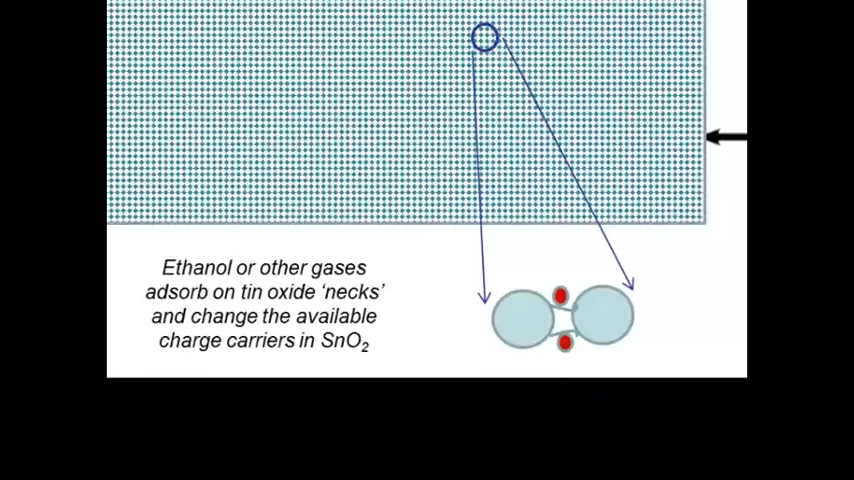 Ethanol or other gases
adsorb on tin oxide ‘necks’
and change the available
charge carriers in SnO₂